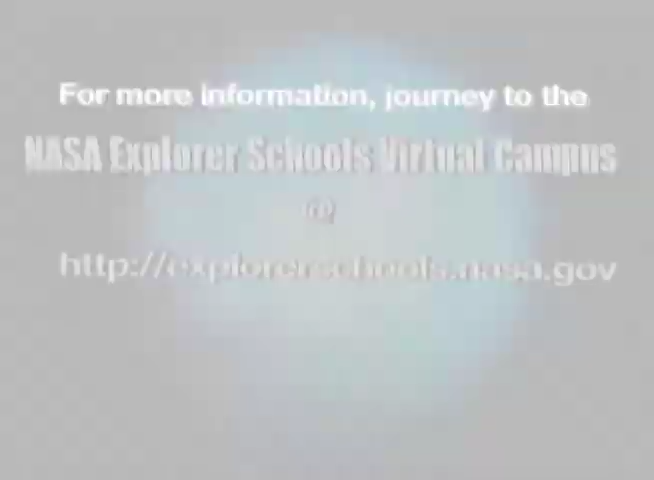 For more information, journey to the
NASA Explorer Schools Virtual Campus
@
http://explorerschools.nasa.gov